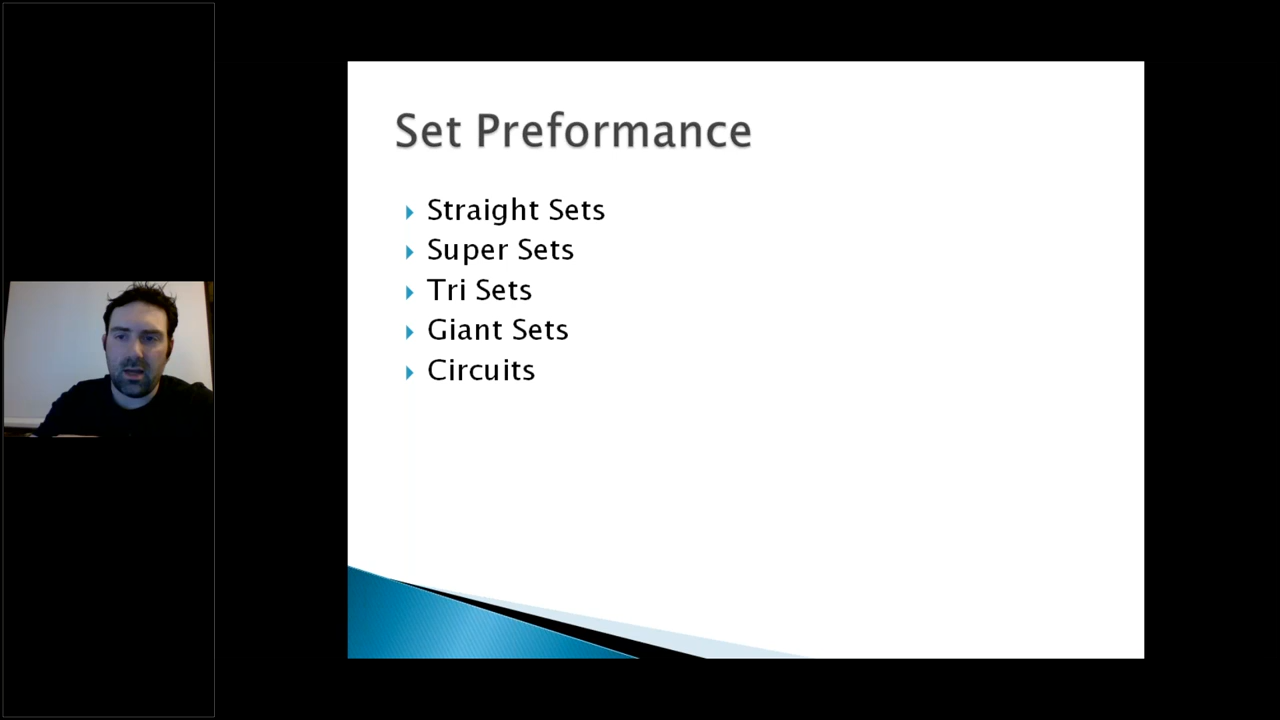 Set Preformance
Straight Sets
Super Sets
Tri Sets
Giant Sets
Circuits